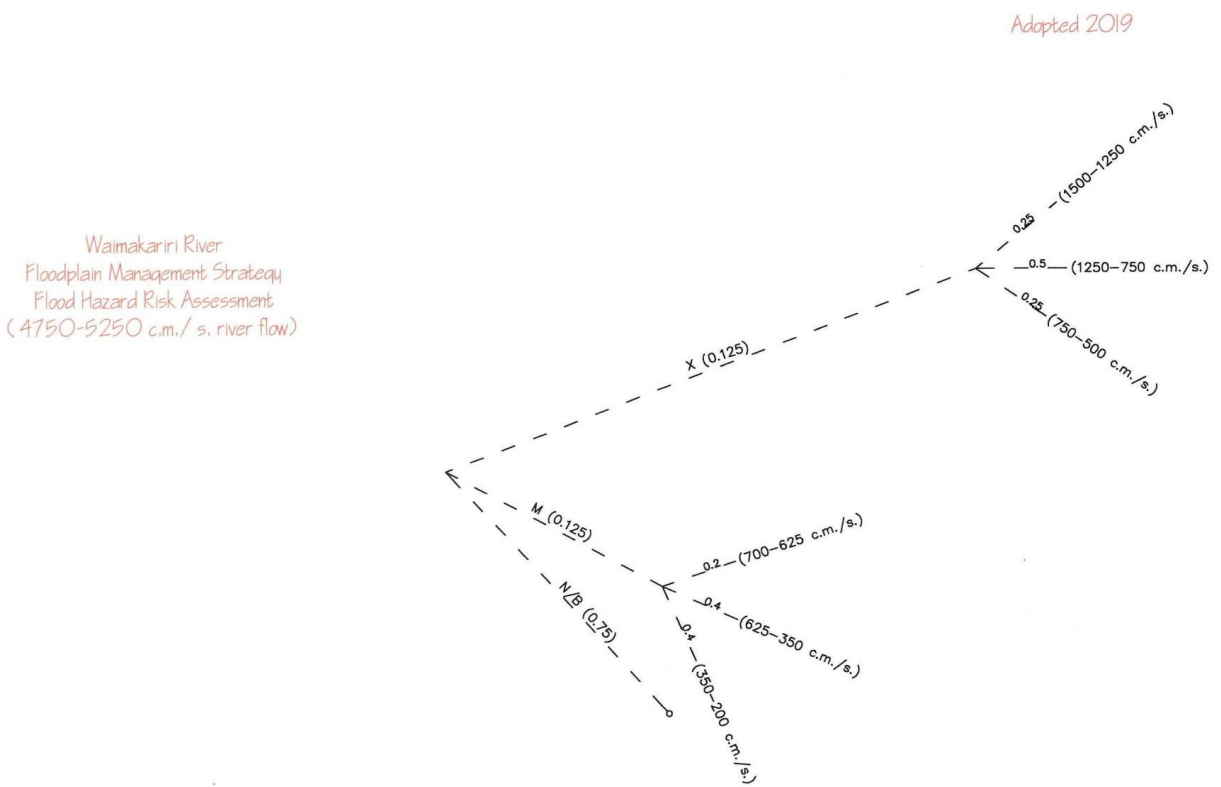 Adopted 2019
Waimakariri River
Floodplain Management Strategy
Flood Hazard Risk Assessment
(4750-5250 c.m./ s. river flow)
0.25 (1500-1250 c.m./s.)
0.5 (1250-750 c.m./s.)
0.25 (750-500 c.m./s.)
X (0.125)
M (0.125)
N/B (0.75)
0.2 (700-625 c.m./s.)
0.4 (625-350 c.m./s.)
0.4 (350-200 c.m./s.)